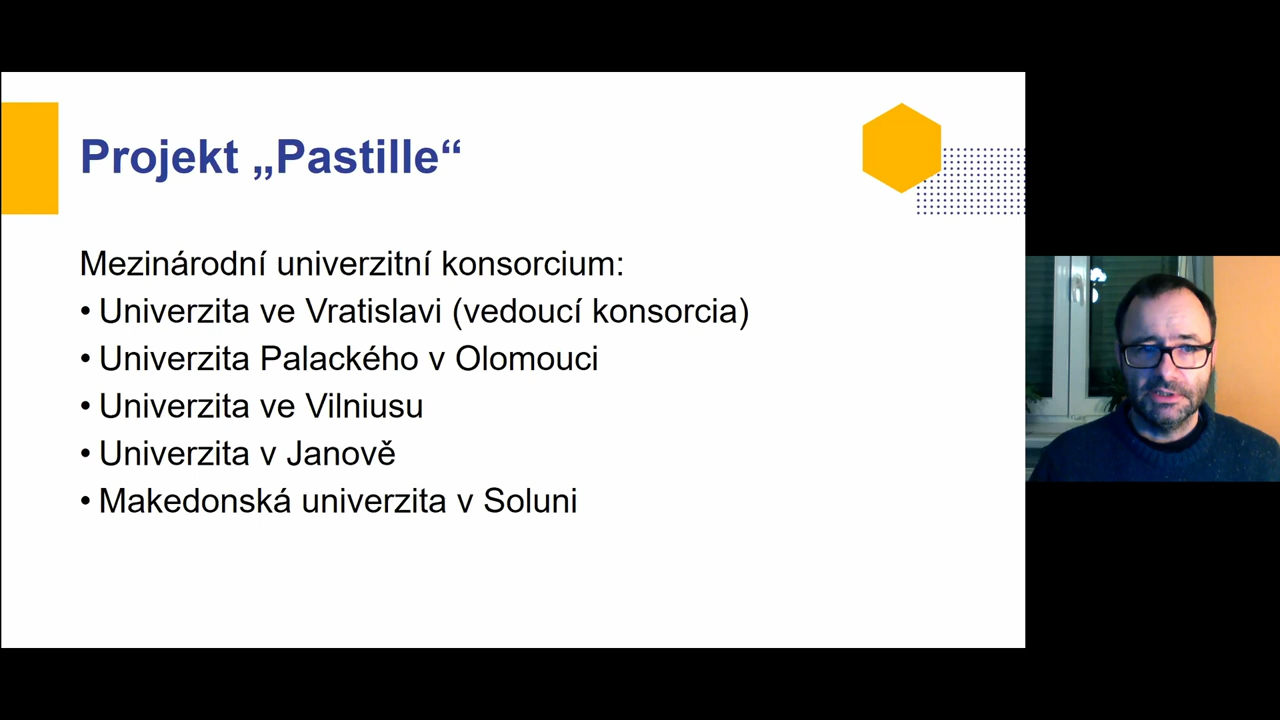 Projekt „Pastille“
Mezinárodní univerzitní konsorcium:
• Univerzita ve Vratislavi (vedoucí konsorcia)
• Univerzita Palackého v Olomouci
• Univerzita ve Vilniusu
• Univerzita v Janově
• Makedonská univerzita v Soluni